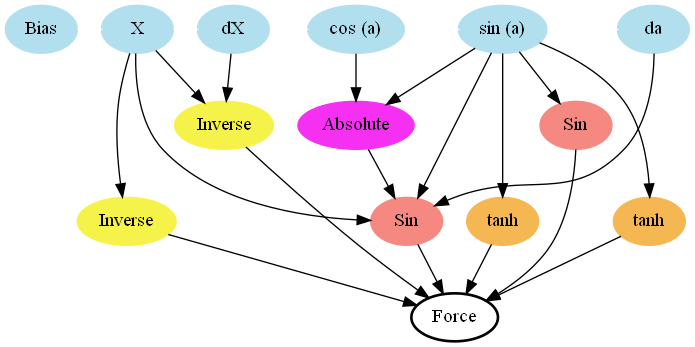 Bias
X
dX
cos (a)
sin (a)
da
Inverse
Absolute
Sin
Inverse
Sin
tanh
tanh
Force